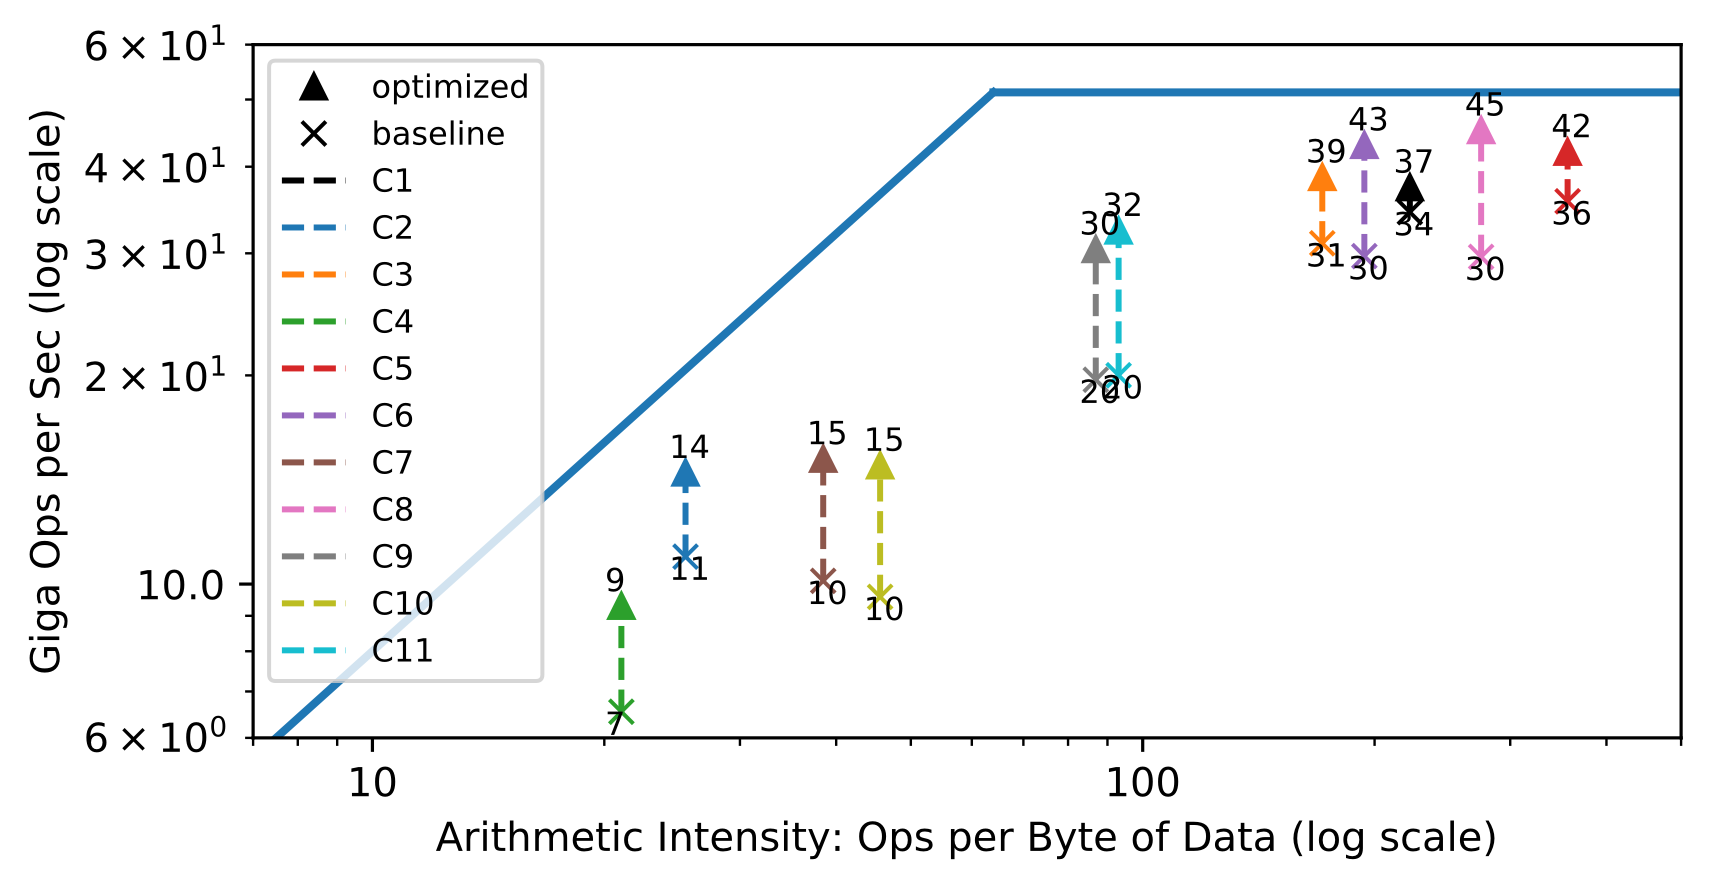 6 × 10¹
4 × 10¹
3 × 10¹
2 × 10¹
10.0
6 × 10⁰
Giga Ops per Sec (log scale)
optimized
baseline
C1
C2
C3
C4
C5
C6
C7
C8
C9
C10
C11
9
7
14
11
15
10
15
10
30
20
32
20
39
31
43
30
37
34
45
30
42
36
10
100
Arithmetic Intensity: Ops per Byte of Data (log scale)